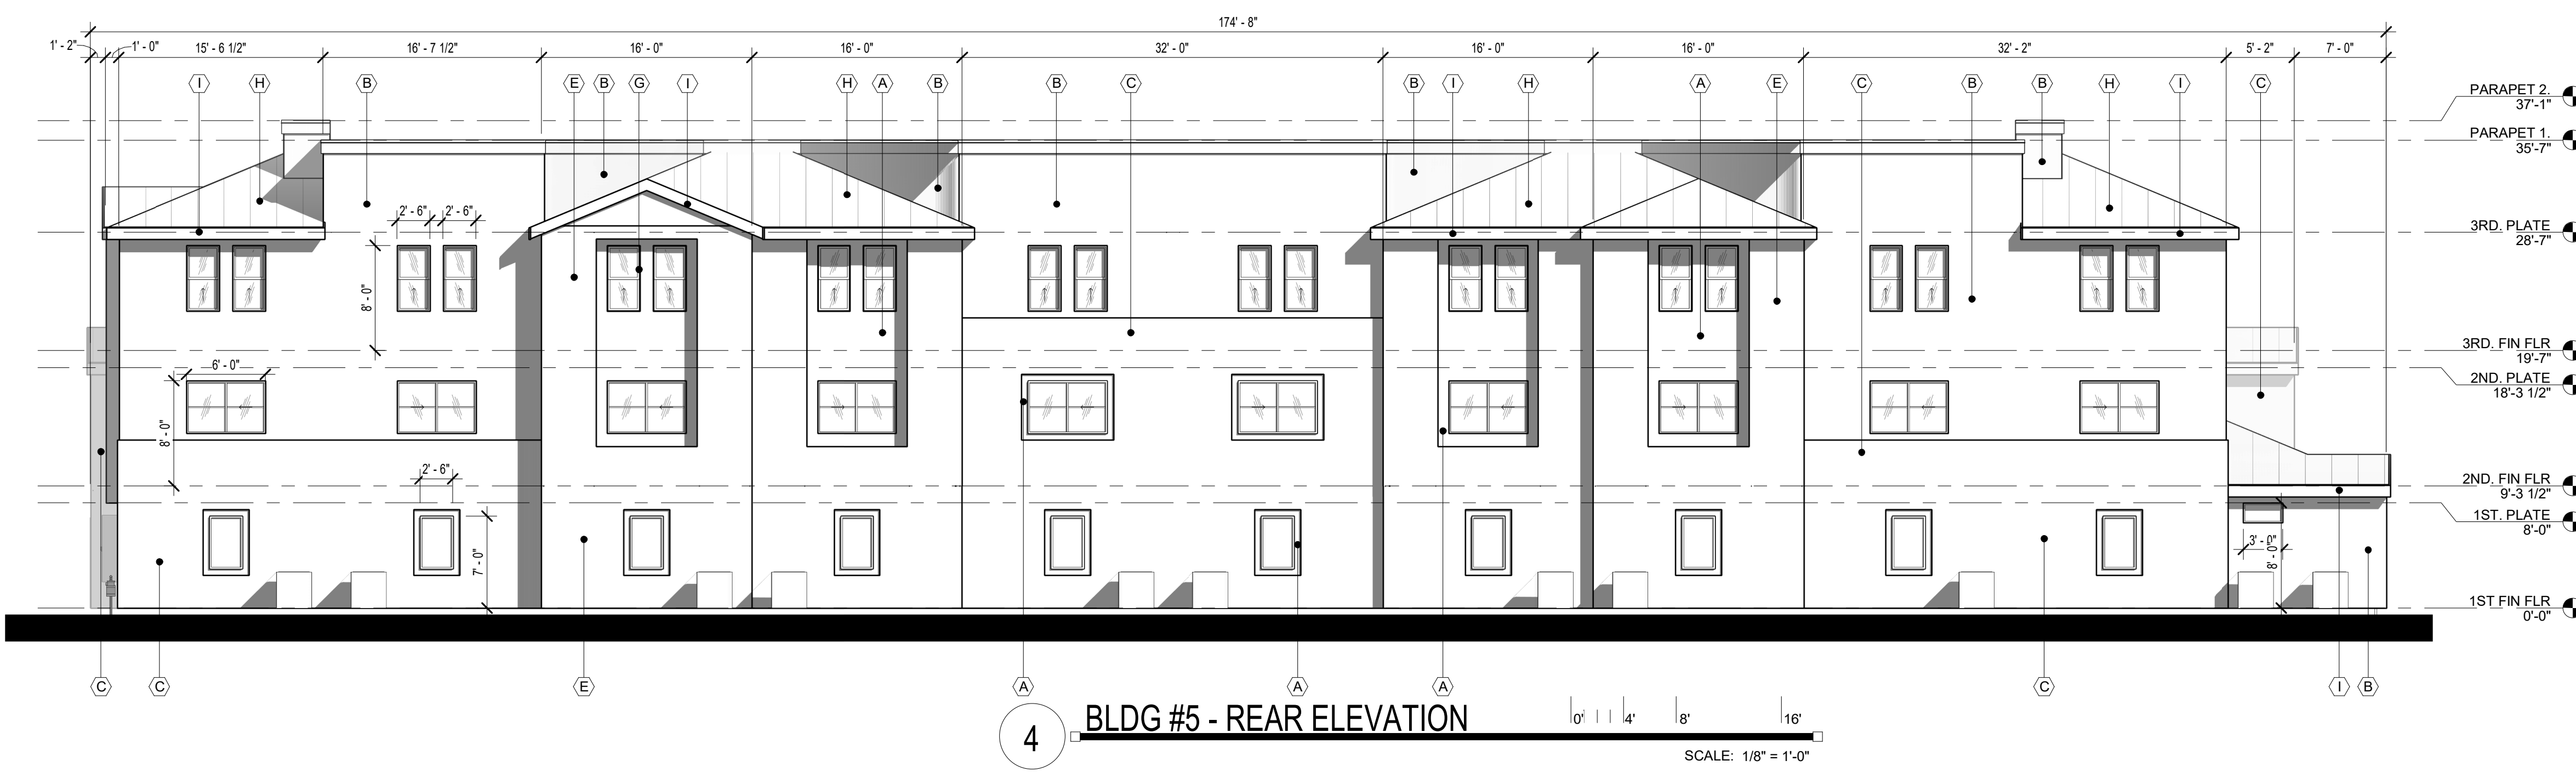 174' - 8"
1' - 2" 1' - 0" 15' - 6 1/2" 16' - 7 1/2" 16' - 0" 16' - 0" 32' - 0" 16' - 0" 16' - 0" 32' - 2" 5' - 2" 7' - 0"
I H B E B G I H A B B C B I H A E C B B H I C
PARAPET 2.
37'-1"
PARAPET 1.
35'-7"
2' - 6" 2' - 6"
3RD. PLATE
28'-7"
8' - 0"
3RD. FIN FLR
19'-7"
6' - 0"
2ND. PLATE
18'-3 1/2"
8' - 0"
2' - 6"
2ND. FIN FLR
9'-3 1/2"
1ST. PLATE
8'-0"
7' - 0"
3' - 0"
8' - 0"
1ST FIN FLR
0'-0"
C C E A A A C I B
4
BLDG #5 - REAR ELEVATION
0' 4' 8' 16'
SCALE: 1/8" = 1'-0"